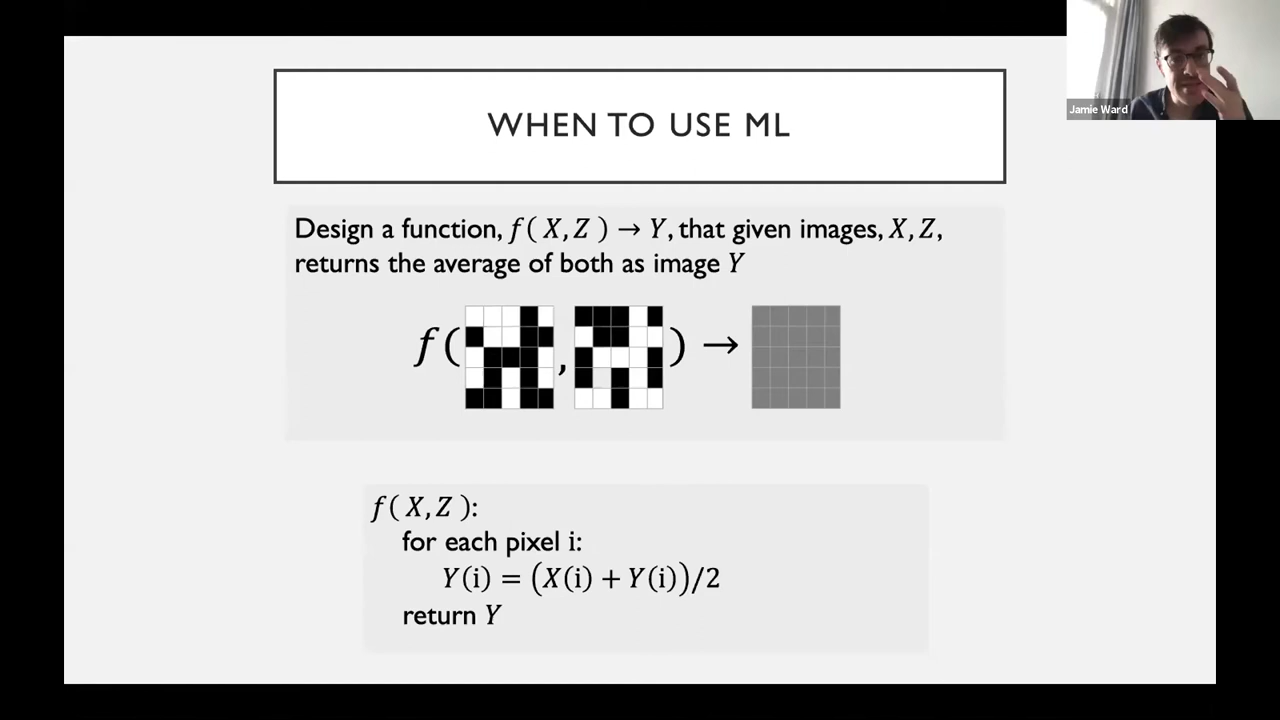 Jamie Ward
WHEN TO USE ML
Design a function, f( X, Z ) → Y, that given images, X, Z,
returns the average of both as image Y
f( , ) →
f( X, Z ):
for each pixel i:
Y(i) = (X(i) + Y(i))/2
return Y